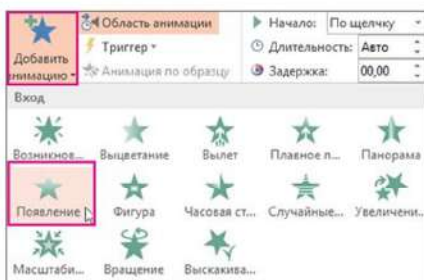 Добавить анимацию
Область анимации
Триггер
Анимация по образцу
Начало: По щелчку
Длительность: Авто
Задержка: 00,00
Вход
Возникнов... Выцветание Вылет Плавное п... Панорама
Появление Фигура Часовая ст... Случайные... Увеличени...
Масштаби... Вращение Выскакива...